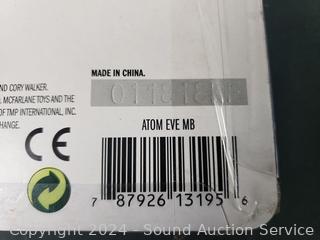 MADE IN CHINA.
ND CORY WALKER.
MCFARLANE TOYS AND THE
OF TMP INTERNATIONAL, INC.
HANGE.
CE
ATOM EVE MB
7 87926 13195 6
Copyright 2024 - Sound Auction Service